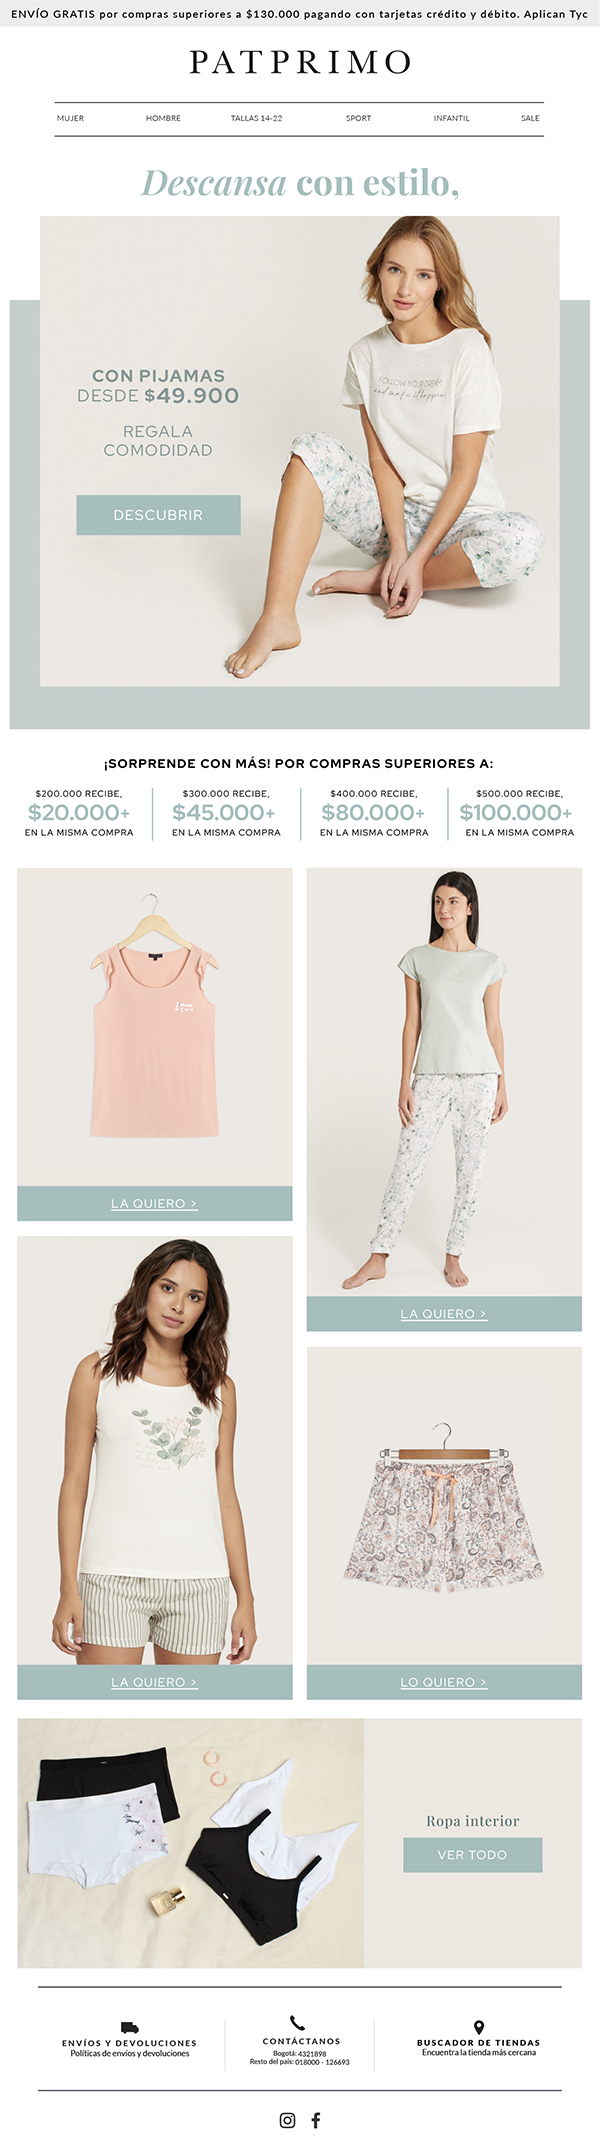 ENVÍO GRATIS por compras superiores a $130.000 pagando con tarjetas crédito y débito. Aplican Tyc
PATPRIMO
MUJER HOMBRE TALLAS 14-22 SPORT INFANTIL SALE
Descansa con estilo,
FOLLOW YOUR DREAM
and make it happen
CON PIJAMAS
DESDE $49.900
REGALA
COMODIDAD
DESCUBRIR
¡SORPRENDE CON MÁS! POR COMPRAS SUPERIORES A:
$200.000 RECIBE,
$20.000+
EN LA MISMA COMPRA
$300.000 RECIBE,
$45.000+
EN LA MISMA COMPRA
$400.000 RECIBE,
$80.000+
EN LA MISMA COMPRA
$500.000 RECIBE,
$100.000+
EN LA MISMA COMPRA
LA QUIERO >
LA QUIERO >
LA QUIERO >
LO QUIERO >
Ropa interior
VER TODO
ENVÍOS Y DEVOLUCIONES
Políticas de envíos y devoluciones
CONTÁCTANOS
Bogotá: 4321898
Resto del país: 018000 - 126693
BUSCADOR DE TIENDAS
Encuentra la tienda más cercana